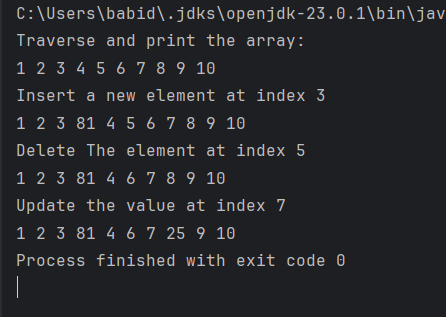 C:\Users\babid\.jdks\openjdk-23.0.1\bin\jav
Traverse and print the array:
1 2 3 4 5 6 7 8 9 10
Insert a new element at index 3
1 2 3 81 4 5 6 7 8 9 10
Delete The element at index 5
1 2 3 81 4 6 7 8 9 10
Update the value at index 7
1 2 3 81 4 6 7 25 9 10
Process finished with exit code 0